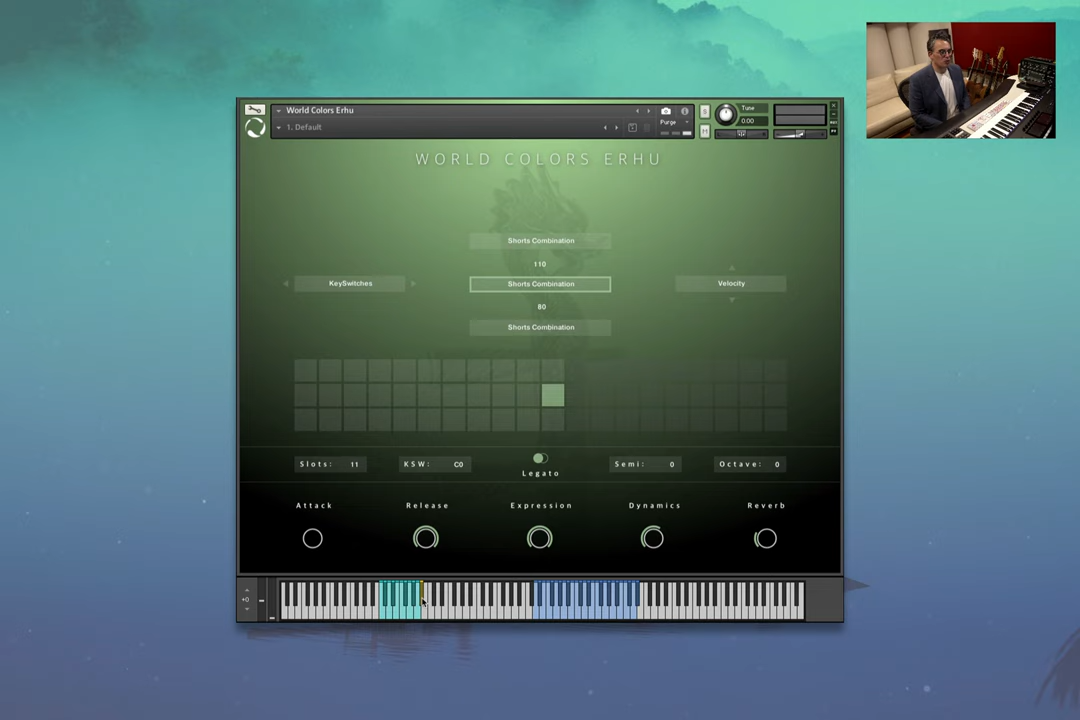 World Colors Erhu
Purge
Tune
0.00
S
M
1. Default
WORLD COLORS ERHU
Shorts Combination
110
KeySwitches
Shorts Combination
Velocity
80
Shorts Combination
Slots: 11
KSW: C0
Legato
Semi: 0
Octave: 0
Attack
Release
Expression
Dynamics
Reverb
+0